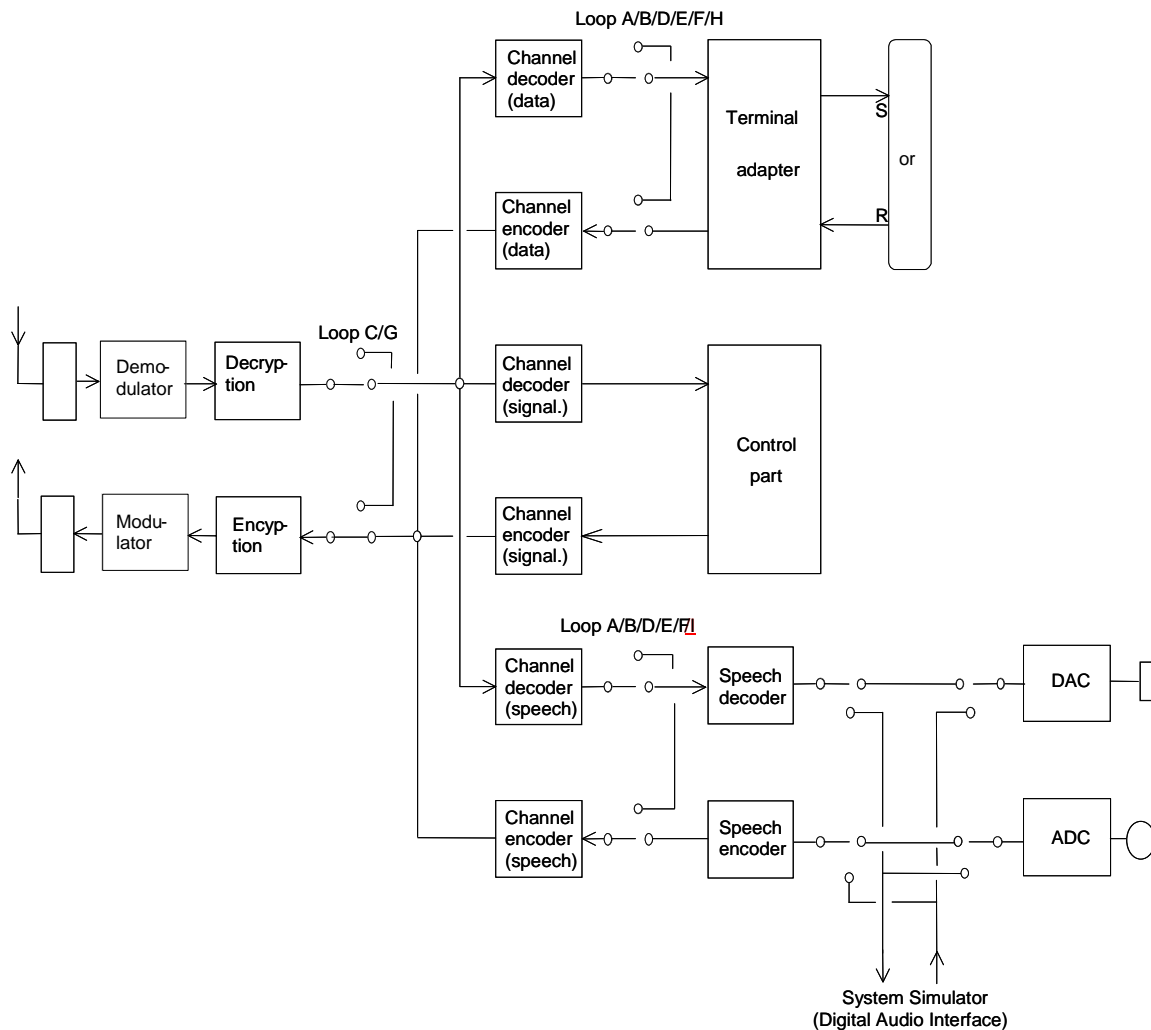 Loop A/B/D/E/F/H
Channel
decoder
(data)
Terminal
adapter
S
or
R
Channel
encoder
(data)
Loop C/G
Demo-
dulator
Decryp-
tion
Channel
decoder
(signal.)
Control
part
Modu-
lator
Encyp-
tion
Channel
encoder
(signal.)
Loop A/B/D/E/F/I
Channel
decoder
(speech)
Speech
decoder
DAC
Channel
encoder
(speech)
Speech
encoder
ADC
System Simulator
(Digital Audio Interface)